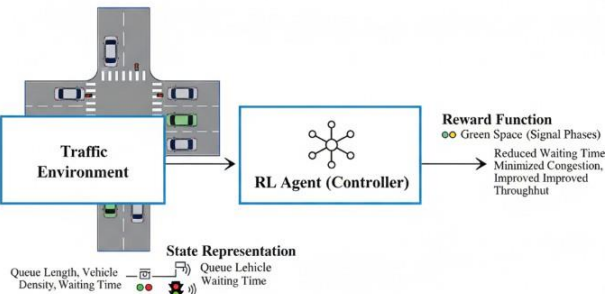 Traffic
Environment
RL Agent (Controller)
Reward Function
Green Space (Signal Phases)
Reduced Waiting Time
Minimized Congestion,
Improved Improved
Throughhut
State Representation
Queue Length, Vehicle
Density, Waiting Time
Queue Lehicle
Waiting Time